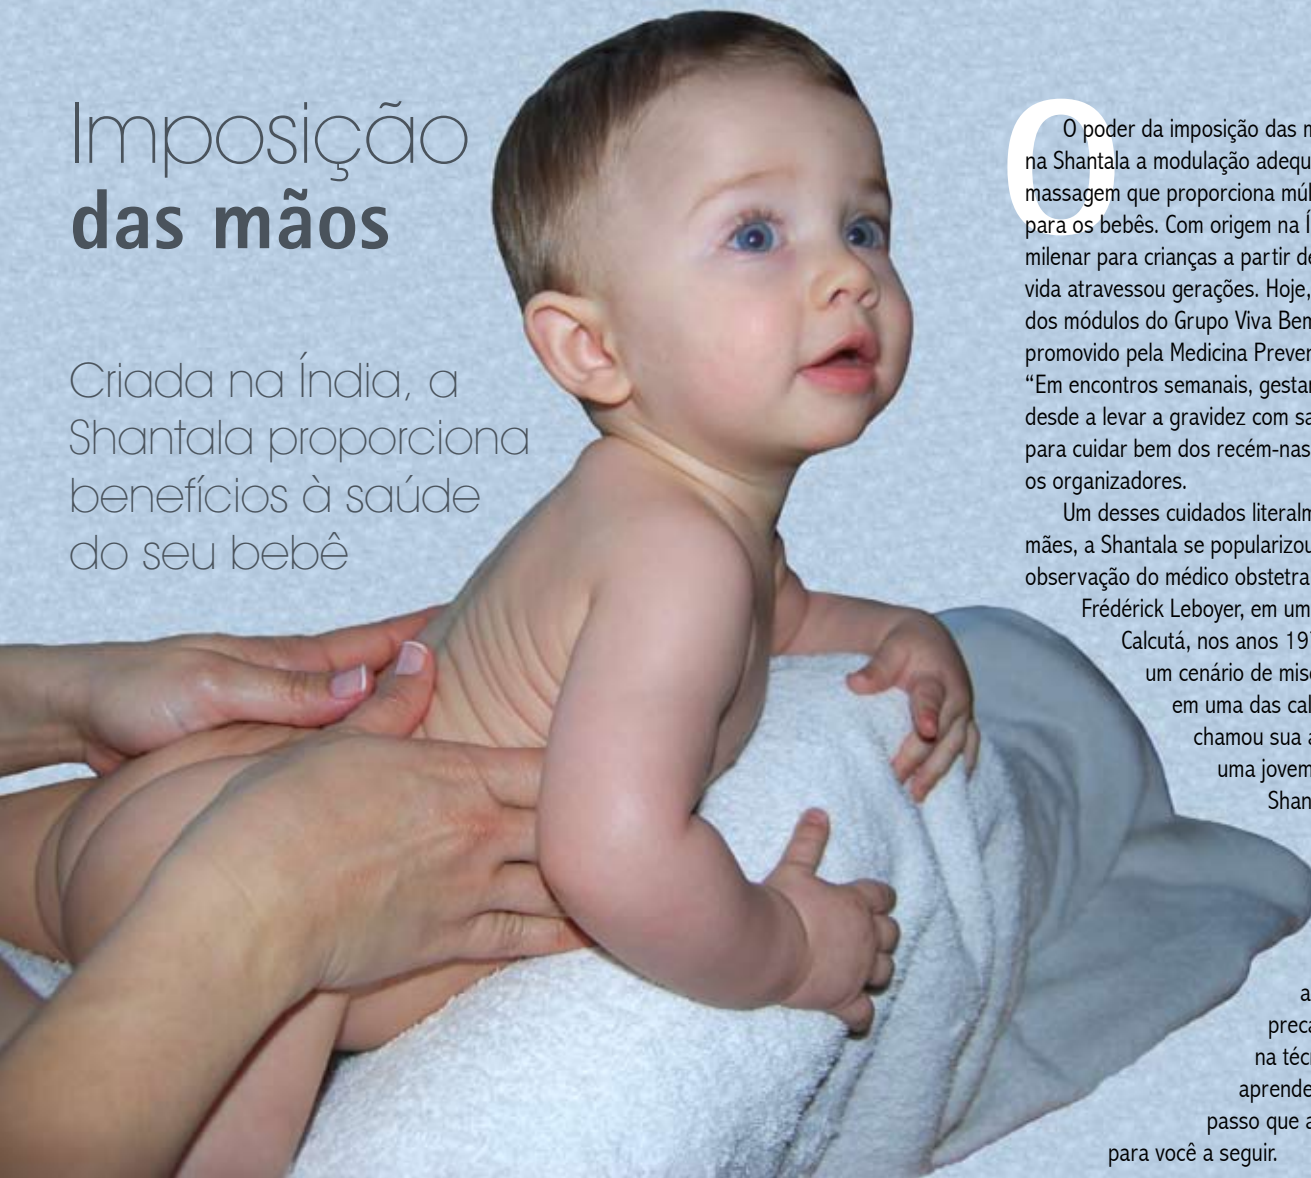 Imposição
das mãos
Criada na Índia, a
Shantala proporciona
benefícios à saúde
do seu bebê
O poder da imposição das m
na Shantala a modulação adequ
massagem que proporciona múl
para os bebês. Com origem na Í
milenar para crianças a partir de
vida atravessou gerações. Hoje,
dos módulos do Grupo Viva Bem
promovido pela Medicina Preven
“Em encontros semanais, gestan
desde a levar a gravidez com sa
para cuidar bem dos recém-nas
os organizadores.
Um desses cuidados literalm
mães, a Shantala se popularizou
observação do médico obstetra
Frédérick Leboyer, em um
Calcutá, nos anos 197
um cenário de mise
em uma das cal
chamou sua a
uma jovem
Shan
a
preca
na técn
aprende
passo que a
para você a seguir.